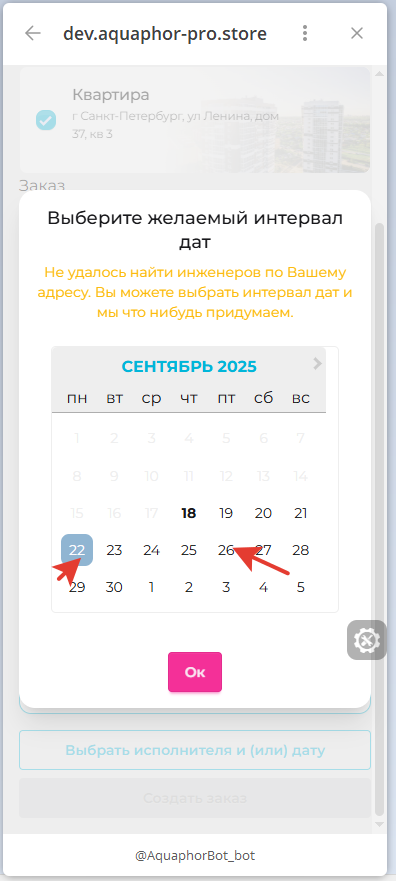 dev.aquaphor-pro.store
Квартира
г Санкт-Петербург, ул Ленина, дом
37, кв 3
Заказ
Выберите желаемый интервал
дат
Не удалось найти инженеров по Вашему
адресу. Вы можете выбрать интервал дат и
мы что нибудь придумаем.
СЕНТЯБРЬ 2025
пн вт ср чт пт сб вс
1 2 3 4 5 6 7
8 9 10 11 12 13 14
15 16 17 18 19 20 21
22 23 24 25 26 27 28
29 30 1 2 3 4 5
Ок
Выбрать исполнителя и (или) дату
Создать заказ
@AquaphorBot_bot